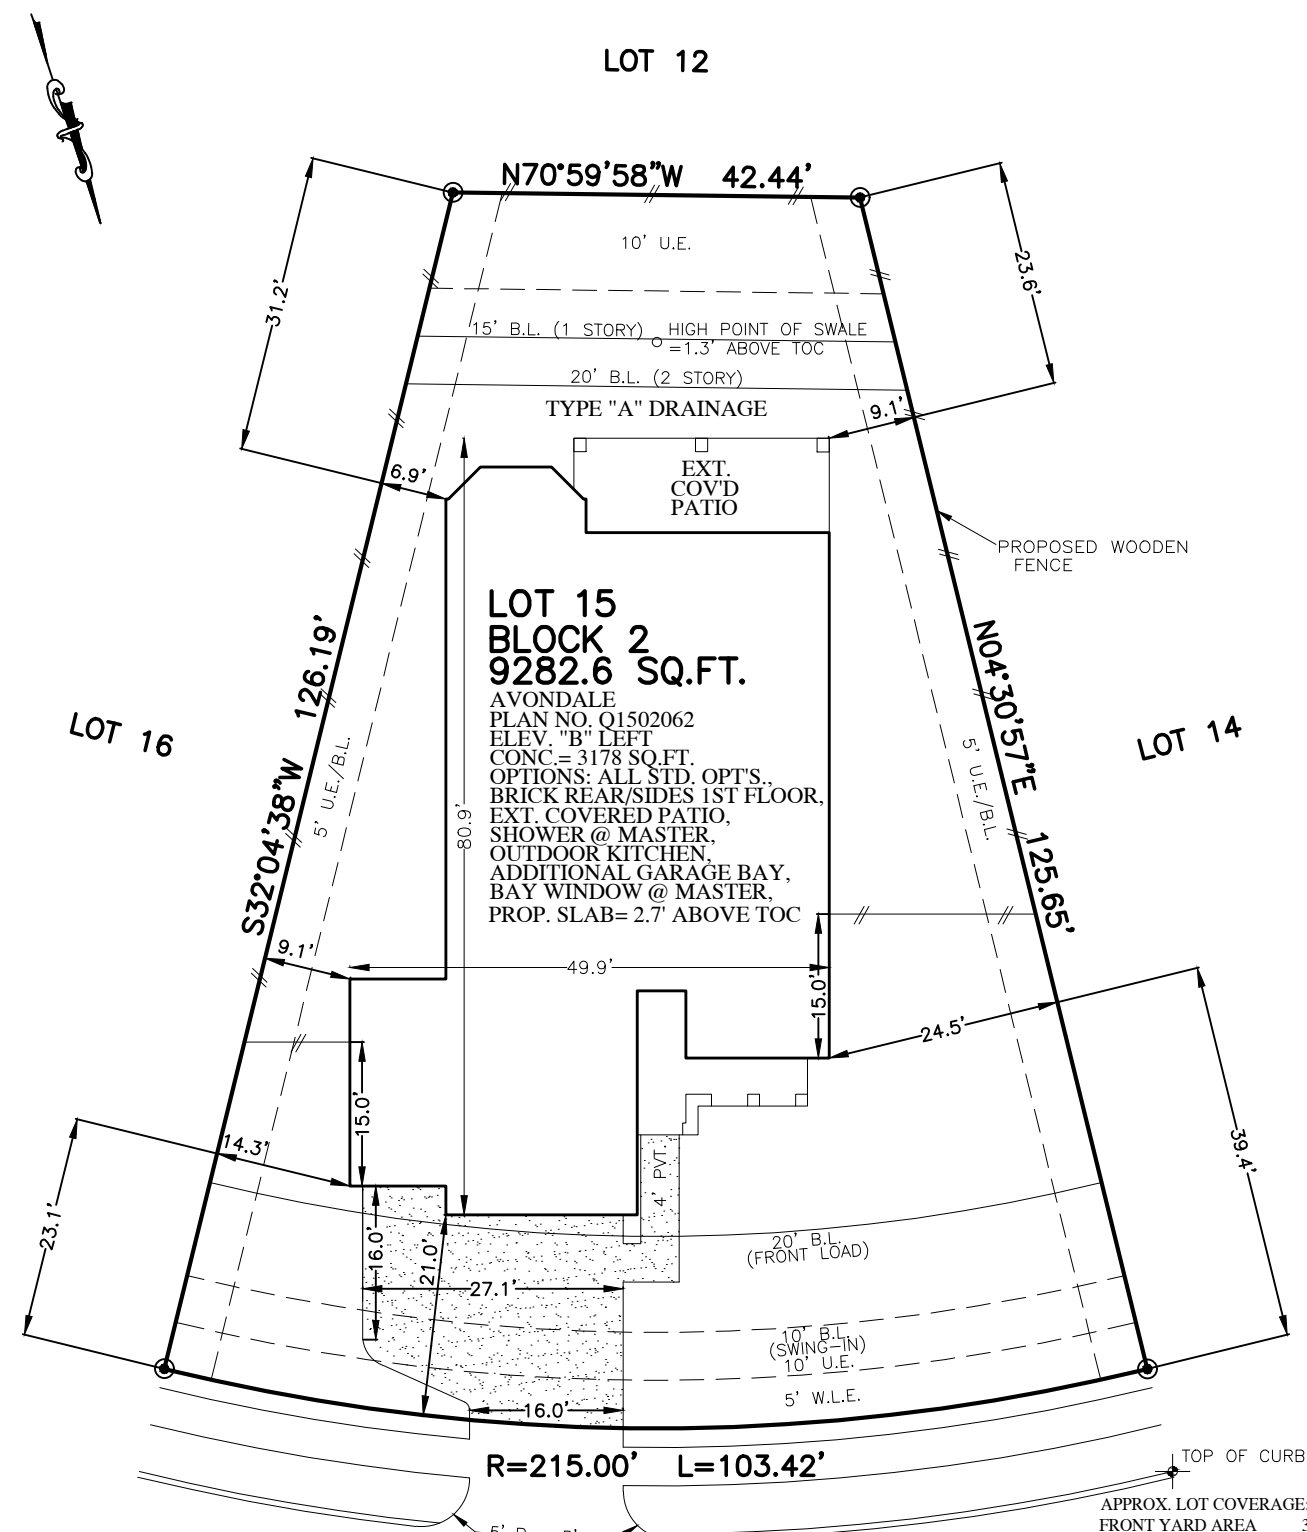 LOT 12
N70°59'58"W 42.44'
10' U.E.
31.2'
23.6'
15' B.L. (1 STORY)
HIGH POINT OF SWALE
=1.3' ABOVE TOC
20' B.L. (2 STORY)
TYPE "A" DRAINAGE
9.1'
6.9'
EXT.
COV'D
PATIO
PROPOSED WOODEN
FENCE
LOT 15
BLOCK 2
9282.6 SQ.FT.
AVONDALE
PLAN NO. Q1502062
ELEV. "B" LEFT
CONC.= 3178 SQ.FT.
OPTIONS: ALL STD. OPT'S.,
BRICK REAR/SIDES 1ST FLOOR,
EXT. COVERED PATIO,
SHOWER @ MASTER,
OUTDOOR KITCHEN,
ADDITIONAL GARAGE BAY,
BAY WINDOW @ MASTER,
PROP. SLAB= 2.7' ABOVE TOC
80.9'
S32°04'38"W 126.19'
5' U.E./B.L.
N04°30'57"E 125.65'
5' U.E./B.L.
LOT 16
LOT 14
9.1'
49.9'
15.0'
24.5'
15.0'
14.3'
39.4'
23.1'
4' PVT.
16.0'
21.0'
27.1'
20' B.L.
(FRONT LOAD)
10' B.L.
(SWING-IN)
10' U.E.
5' W.L.E.
16.0'
R=215.00' L=103.42'
TOP OF CURB
APPROX. LOT COVERAGE:
FRONT YARD AREA 3